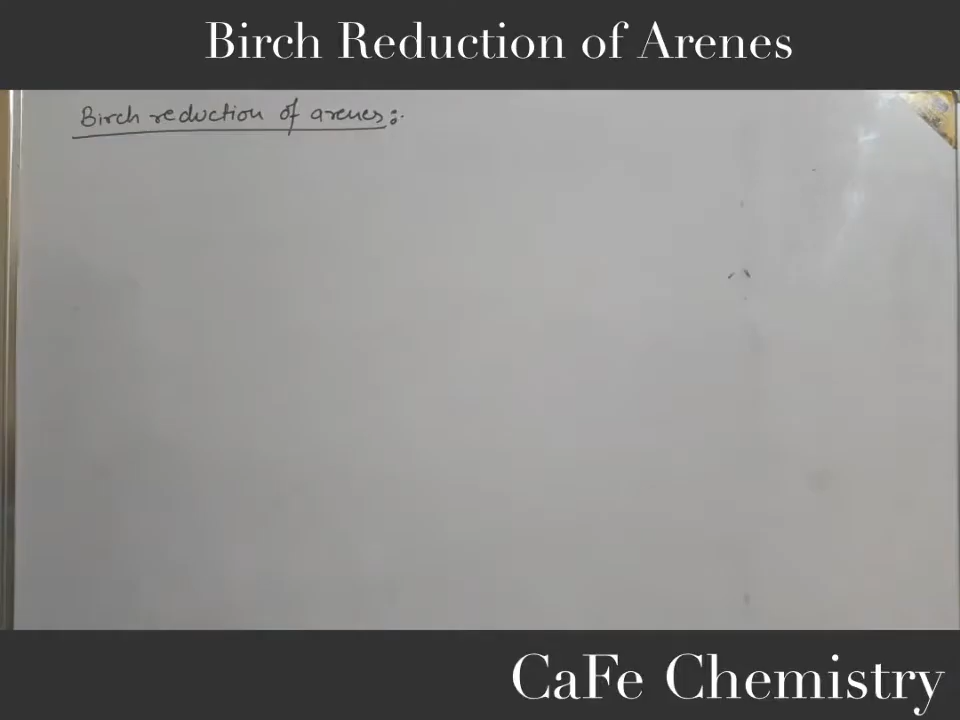 Birch Reduction of Arenes
Birch reduction of arenes:-
CaFe Chemistry